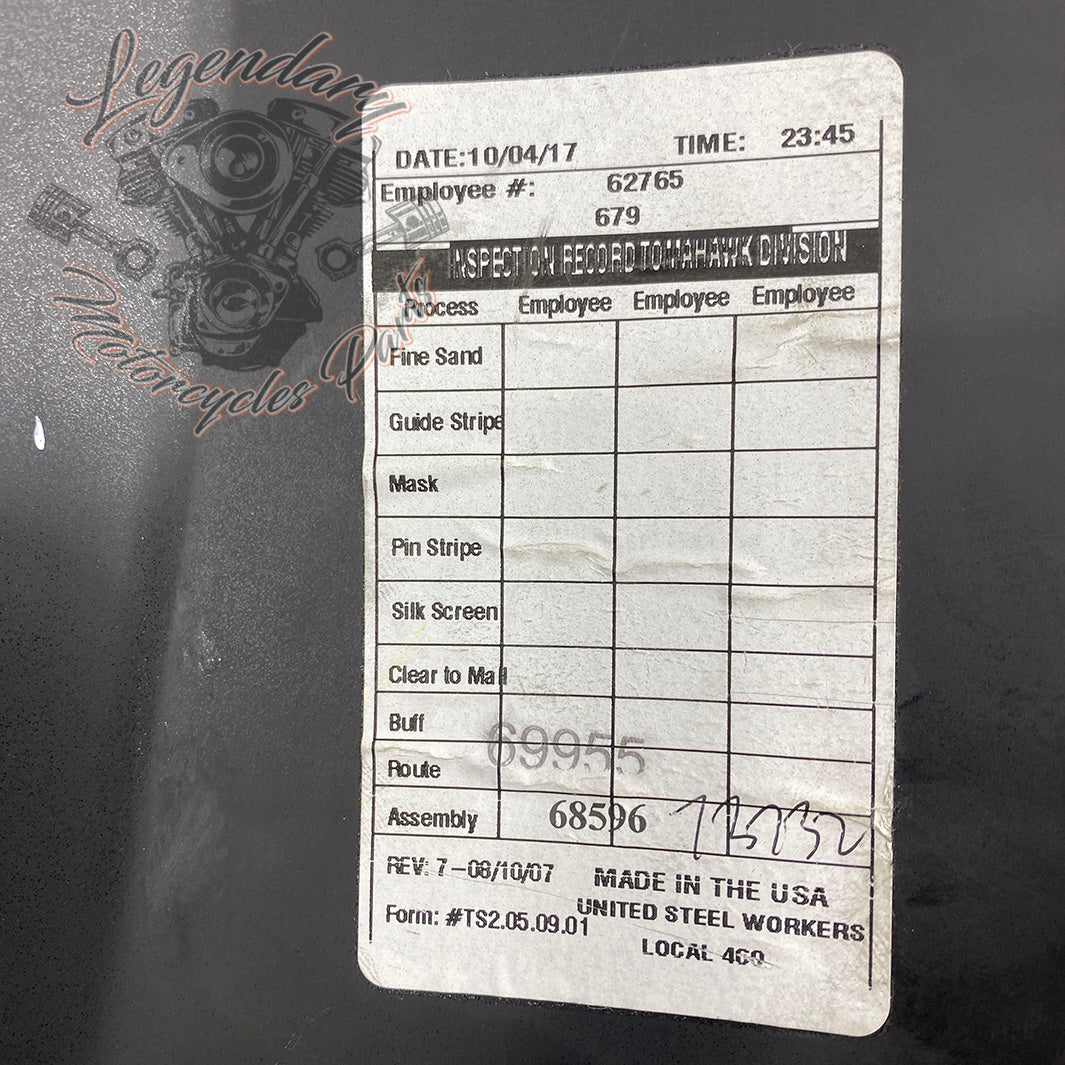 Legendary
Motorcycles Parts
DATE:10/04/17 TIME: 23:45
Employee #: 62765
679
INSPECTION RECORD TOMAHAWK DIVISION
Process Employee Employee Employee
Fine Sand
Guide Stripe
Mask
Pin Stripe
Silk Screen
Clear to Mall
Buff
69955
Route
Assembly 68596
REV: 7-08/10/07 MADE IN THE USA
Form: #TS2.05.09.01 UNITED STEEL WORKERS
LOCAL 460